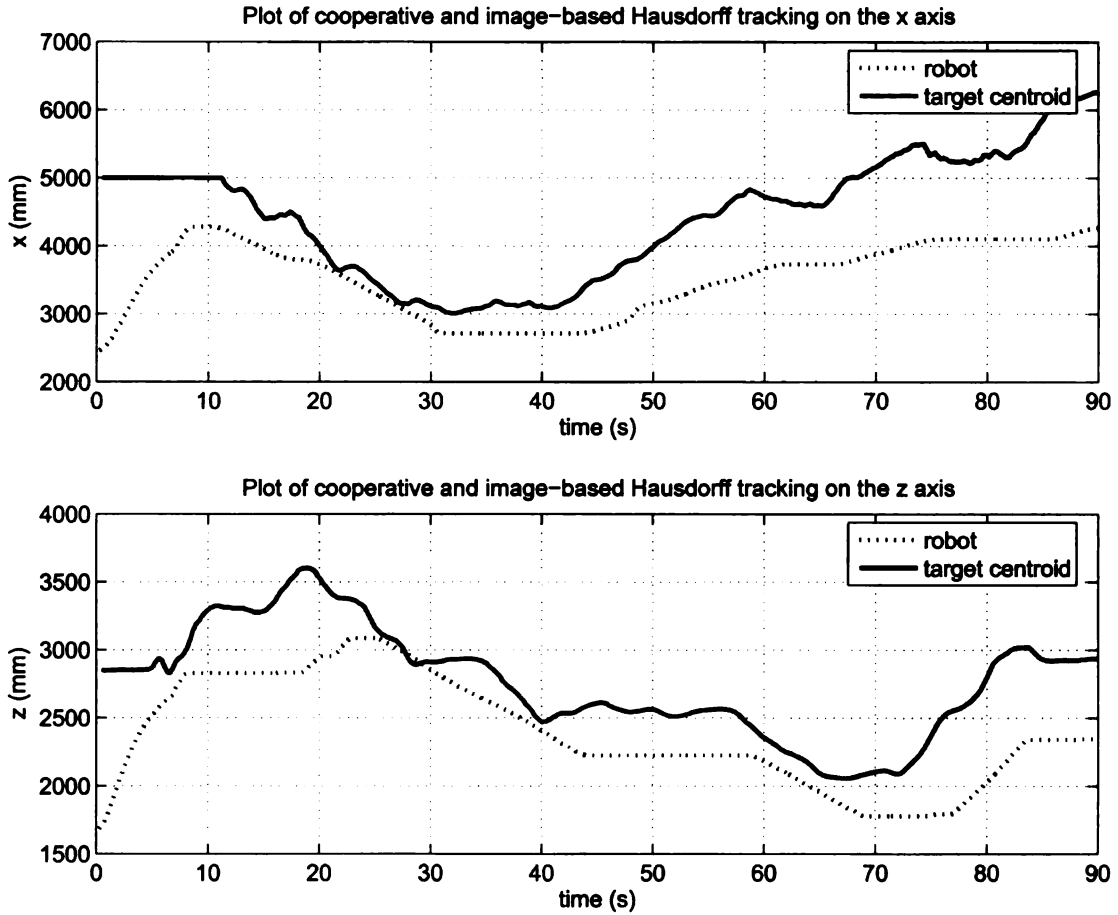 Plot of cooperative and image-based Hausdorff tracking on the x axis
7000
6000
5000
4000
3000
2000
x (mm)
robot
target centroid
0 10 20 30 40 50 60 70 80 90
time (s)
Plot of cooperative and image-based Hausdorff tracking on the z axis
4000
3500
3000
2500
2000
1500
z (mm)
robot
target centroid
0 10 20 30 40 50 60 70 80 90
time (s)